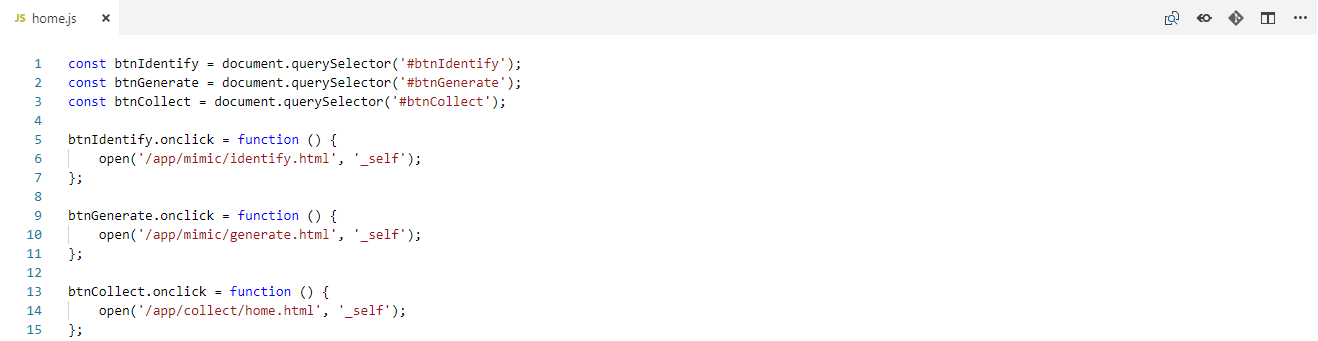 JS home.js ×
1 const btnIdentify = document.querySelector('#btnIdentify');
2 const btnGenerate = document.querySelector('#btnGenerate');
3 const btnCollect = document.querySelector('#btnCollect');
4
5 btnIdentify.onclick = function () {
6     open('/app/mimic/identify.html', '_self');
7 };
8
9 btnGenerate.onclick = function () {
10     open('/app/mimic/generate.html', '_self');
11 };
12
13 btnCollect.onclick = function () {
14     open('/app/collect/home.html', '_self');
15 };